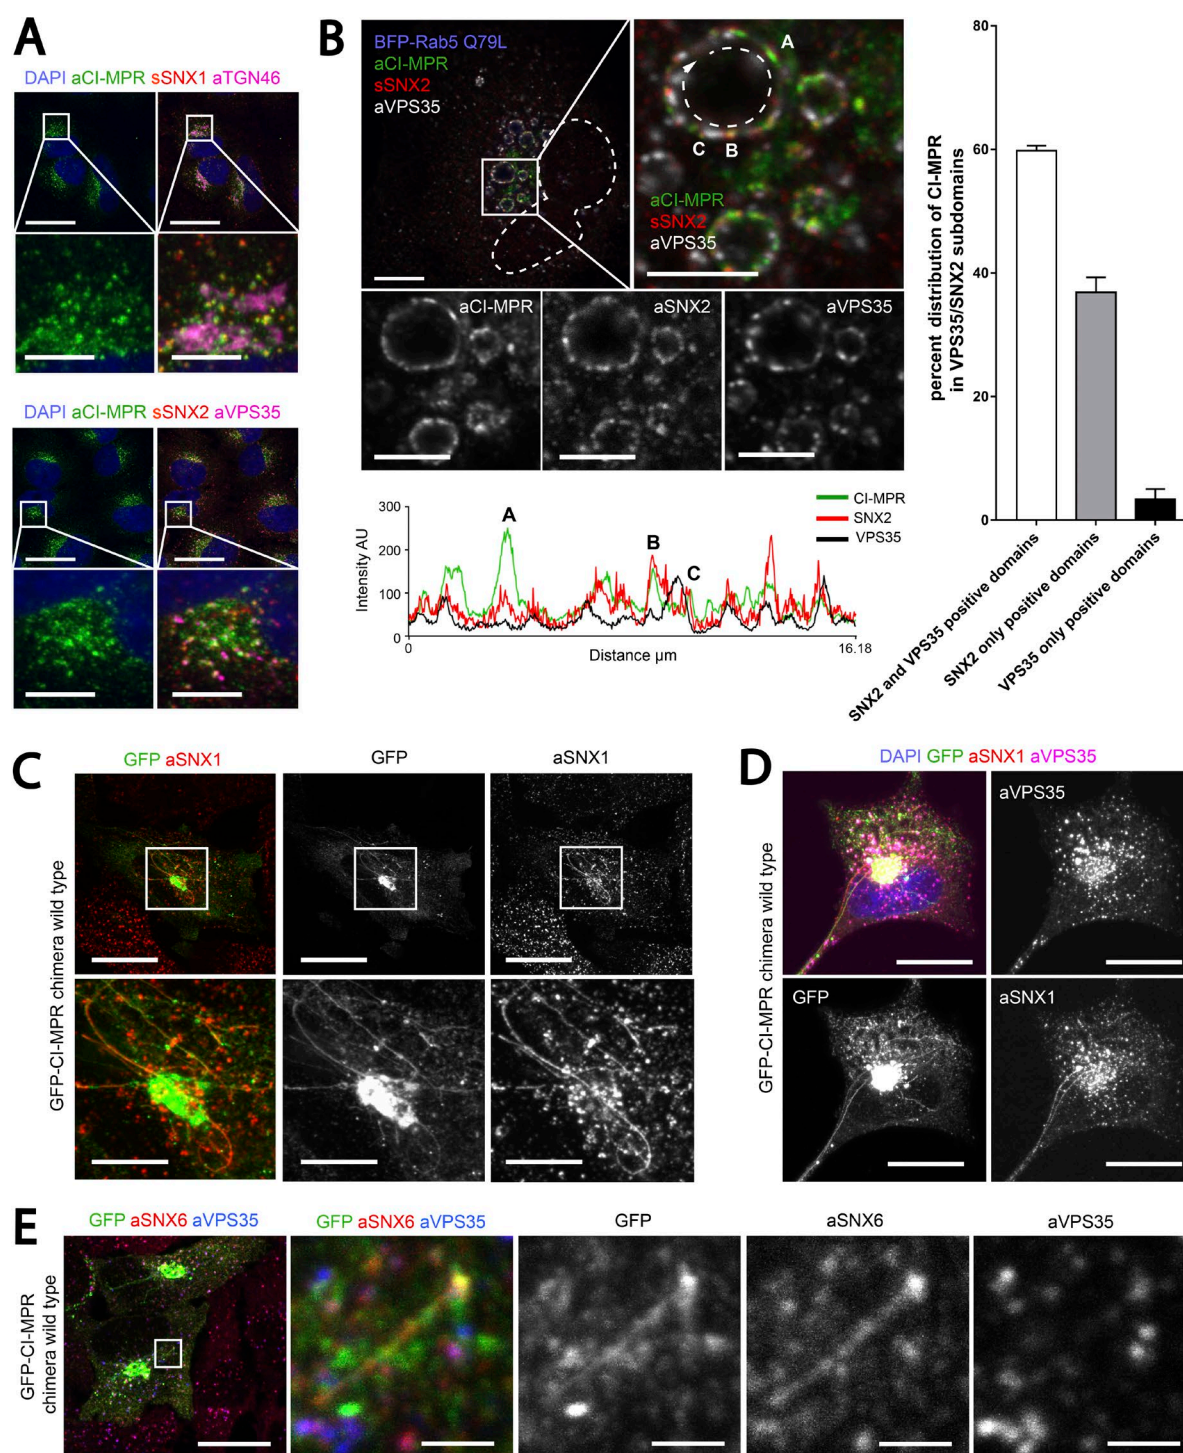 A
DAPI aCI-MPR sSNX1 aTGN46
DAPI aCI-MPR sSNX2 aVPS35
B
BFP-Rab5 Q79L
aCI-MPR
sSNX2
aVPS35
A
C B
aCI-MPR
sSNX2
aVPS35
aCI-MPR
aSNX2
aVPS35
Intensity AU
300
200
100
0
0
Distance µm
16.18
A
B
C
CI-MPR
SNX2
VPS35
percent distribution of CI-MPR
in VPS35/SNX2 subdomains
80
60
40
20
0
SNX2 and VPS35 positive domains
SNX2 only positive domains
VPS35 only positive domains
C
GFP aSNX1
GFP
aSNX1
GFP-CI-MPR chimera wild type
D
DAPI GFP aSNX1 aVPS35
aVPS35
GFP
aSNX1
GFP-CI-MPR chimera wild type
E
GFP aSNX6 aVPS35
GFP aSNX6 aVPS35
GFP
aSNX6
aVPS35
GFP-CI-MPR
chimera wild type